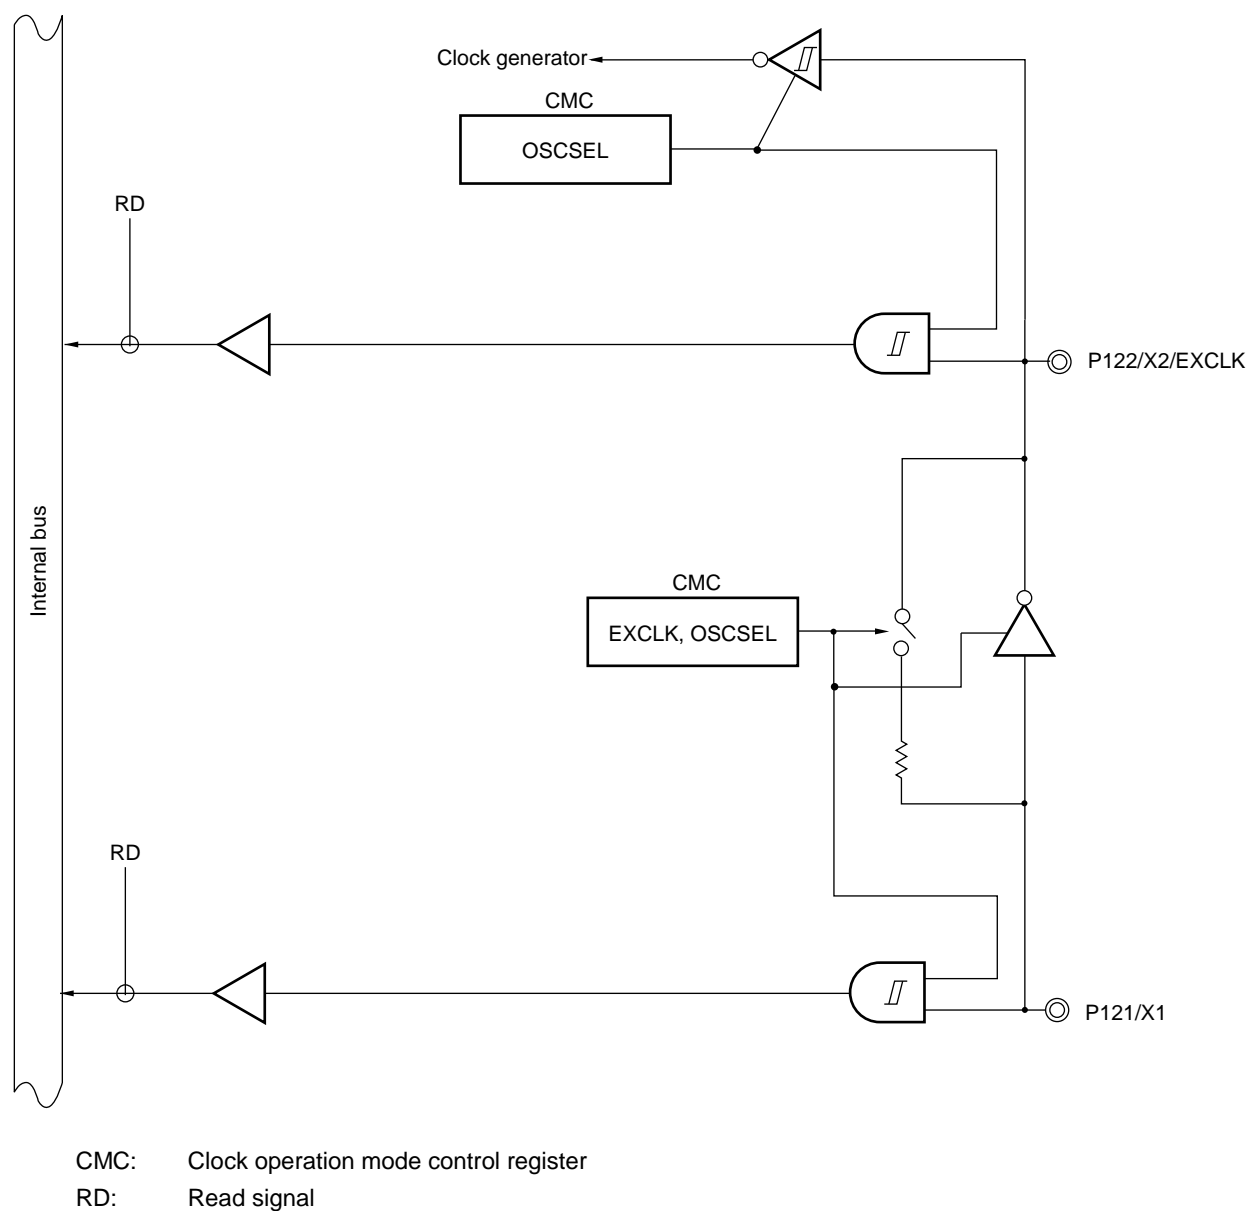 Clock generator
CMC
OSCSEL
RD
P122/X2/EXCLK
Internal bus
CMC
EXCLK, OSCSEL
RD
P121/X1
CMC: Clock operation mode control register
RD: Read signal